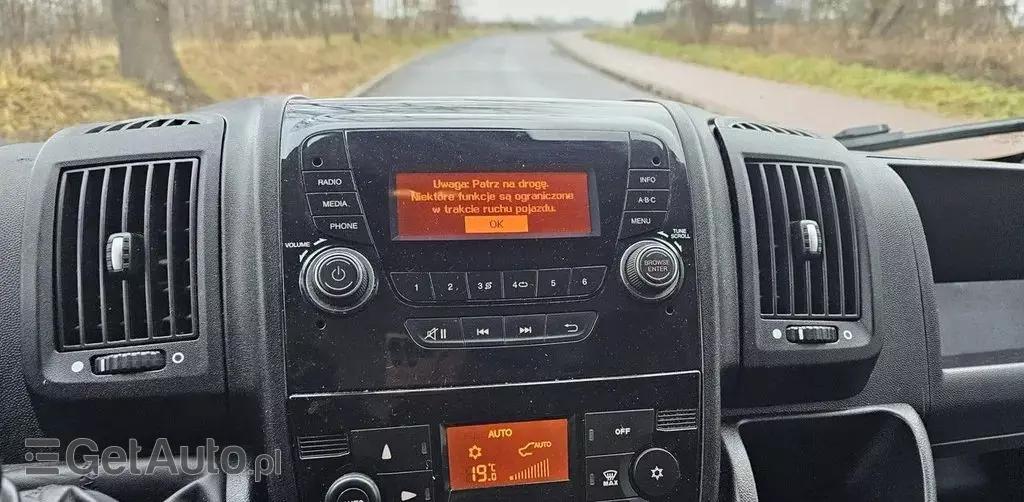 Uwaga: Patrz na drogę.
Niektóre funkcje są ograniczone
w trakcie ruchu pojazdu.
OK
RADIO
MEDIA
PHONE
INFO
A-B-C
MENU
VOLUME
TUNE
SCROLL
BROWSE
ENTER
1 2 3 4 5 6
AUTO
AUTO
19.0
OFF
MAX
GetAuto.pl